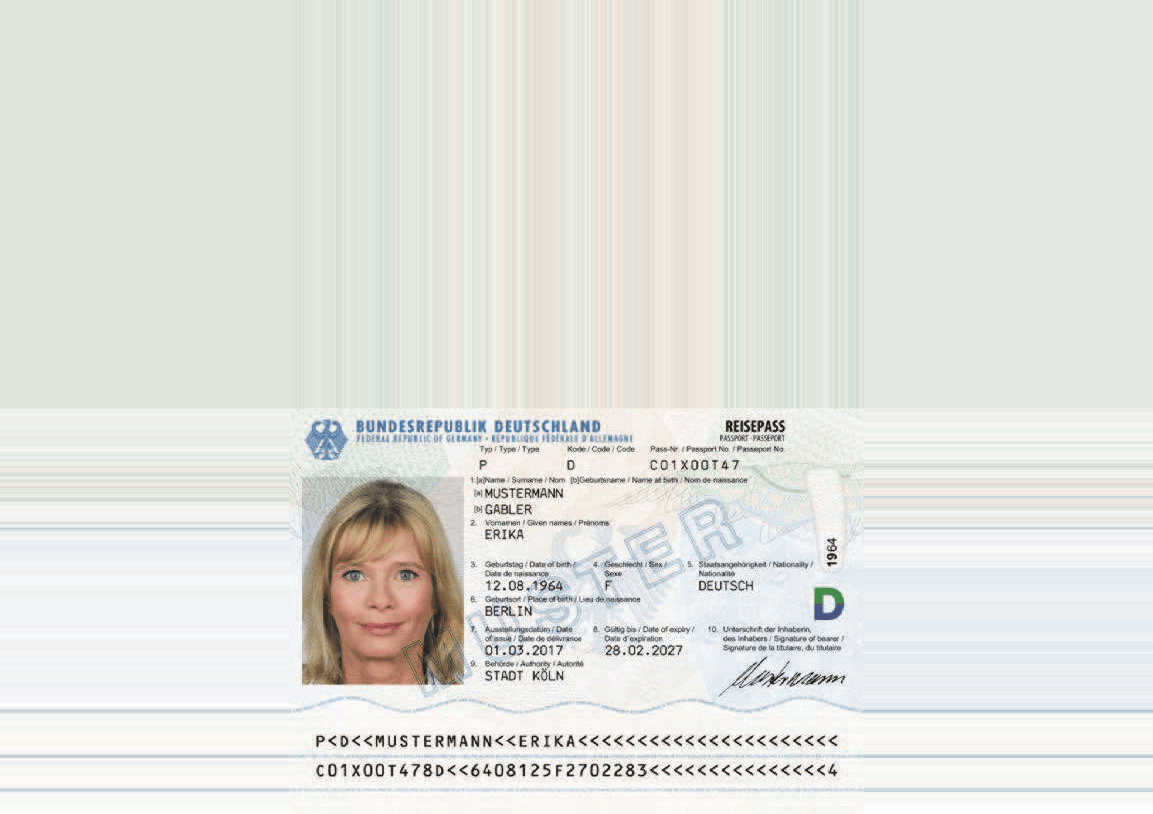 BUNDESREPUBLIK DEUTSCHLAND
REISEPASS
FEDERAL REPUBLIC OF GERMANY · RÉPUBLIQUE FÉDÉRALE D'ALLEMAGNE
PASSPORT · PASSEPORT
Typ / Type / Type Kode / Code / Code Pass-Nr. / Passport No. / Passeport No.
P D C01X00T47
1.[a]Name / Surname / Nom [b]Geburtsname / Name at birth / Nom de naissance
[a] MUSTERMANN
[b] GABLER
2. Vornamen / Given names / Prénoms
ERIKA
3. Geburtstag / Date of birth / 4. Geschlecht / Sex / 5. Staatsangehörigkeit / Nationality /
Date de naissance Sexe Nationalité
12.08.1964 F DEUTSCH
6. Geburtsort / Place of birth / Lieu de naissance
BERLIN
7. Ausstellungsdatum / Date 8. Gültig bis / Date of expiry / 10. Unterschrift der Inhaberin,
of issue / Date de délivrance Date d'expiration des Inhabers / Signature of bearer /
Signature de la titulaire, du titulaire
01.03.2017 28.02.2027
9. Behörde / Authority / Autorité
STADT KÖLN
Mustermann
1964
D
MUSTER
P<D<<MUSTERMANN<<ERIKA<<<<<<<<<<<<<<<<<<<<<<
C01X00T478D<<6408125F2702283<<<<<<<<<<<<<<<4